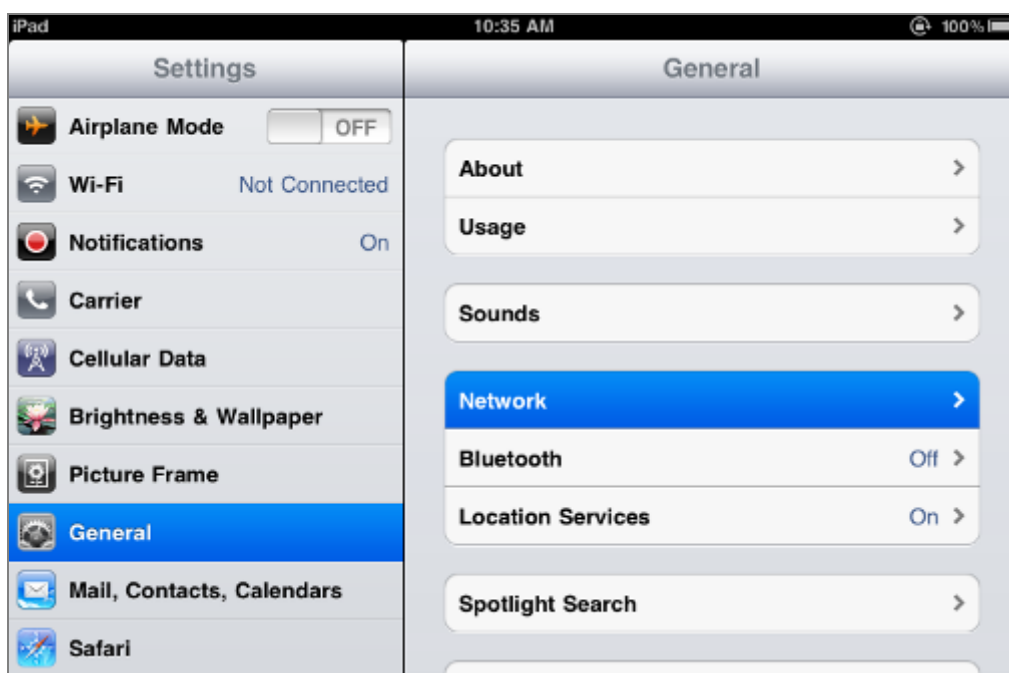 iPad 10:35 AM 100%
Settings
Airplane Mode OFF
Wi-Fi Not Connected
Notifications On
Carrier
Cellular Data
Brightness & Wallpaper
Picture Frame
General
Mail, Contacts, Calendars
Safari
General
About
Usage
Sounds
Network
Bluetooth Off
Location Services On
Spotlight Search